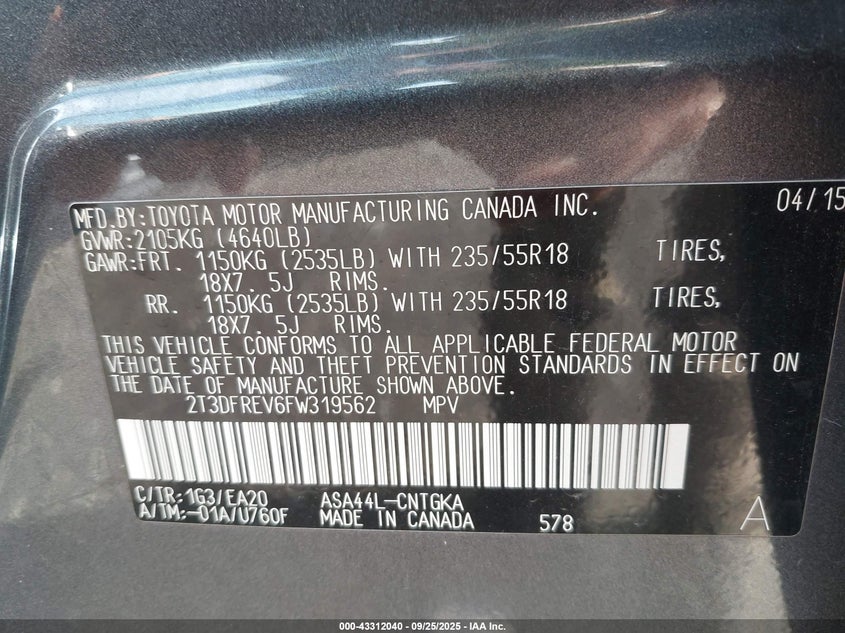 MFD.BY:TOYOTA MOTOR MANUFACTURING CANADA INC. 04/15
GVWR:2105KG (4640LB)
GAWR:FRT. 1150KG (2535LB) WITH 235/55R18 TIRES,
18X7. 5J RIMS.
RR. 1150KG (2535LB) WITH 235/55R18 TIRES,
18X7. 5J RIMS.
THIS VEHICLE CONFORMS TO ALL APPLICABLE FEDERAL MOTOR
VEHICLE SAFETY AND THEFT PREVENTION STANDARDS IN EFFECT ON
THE DATE OF MANUFACTURE SHOWN ABOVE.
2T3DFREV6FW319562 MPV
C/TR:1G3/EA20 ASA44L-CNTGKA
A/TM:-01A/U760F MADE IN CANADA 578 A
000-43312040 - 09/25/2025 - IAA Inc.